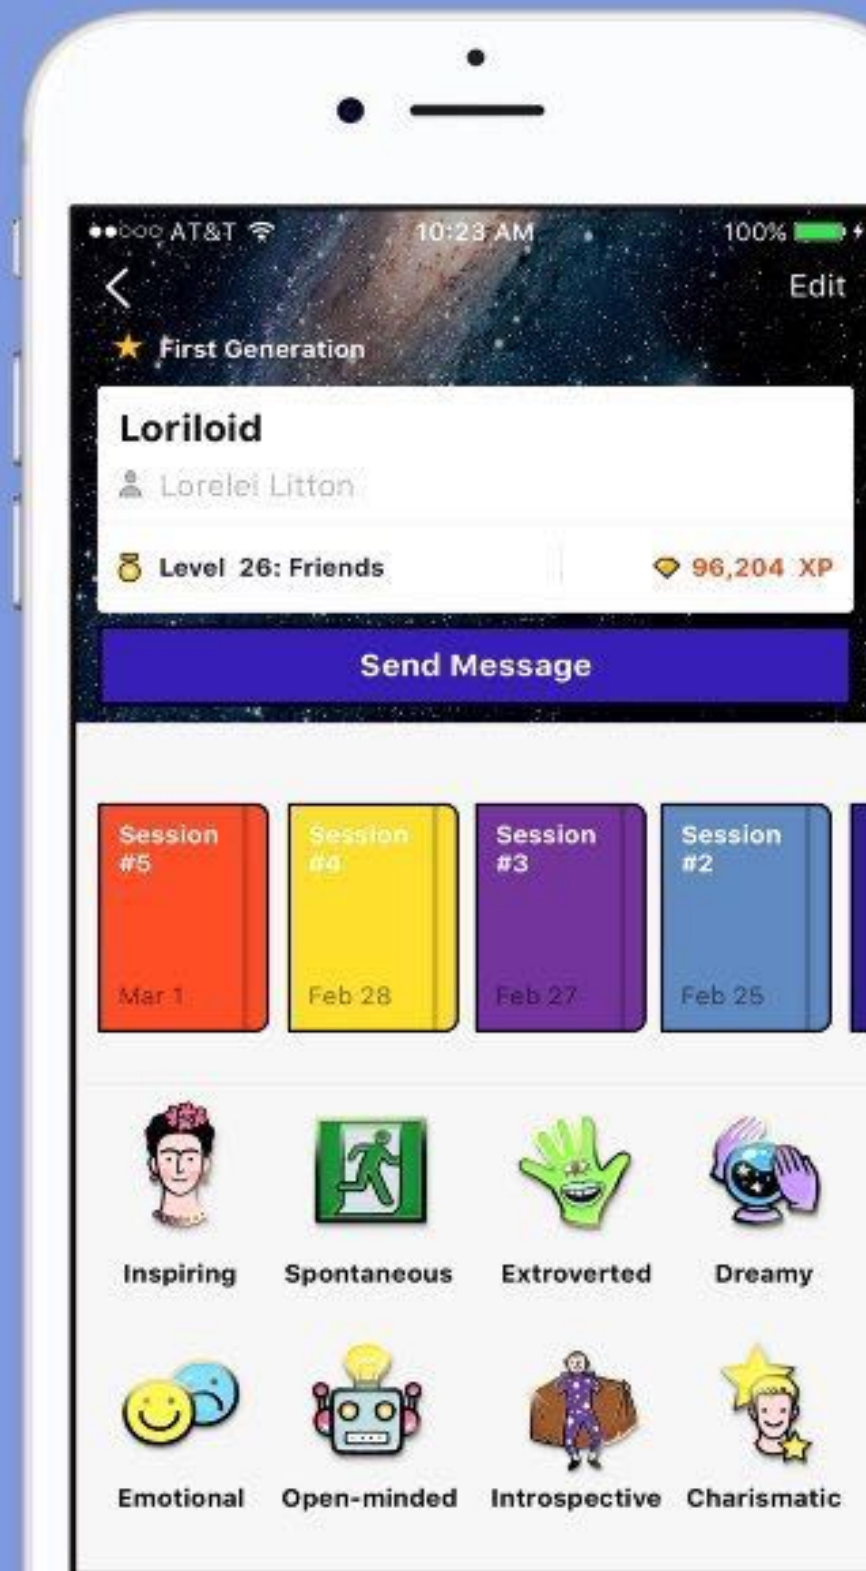 AT&T 10:23 AM 100%
Edit
First Generation
Loriloid
Lorelei Litton
Level 26: Friends 96,204 XP
Send Message
Session #5
Mar 1
Session #4
Feb 28
Session #3
Feb 27
Session #2
Feb 25
Inspiring Spontaneous Extroverted Dreamy
Emotional Open-minded Introspective Charismatic